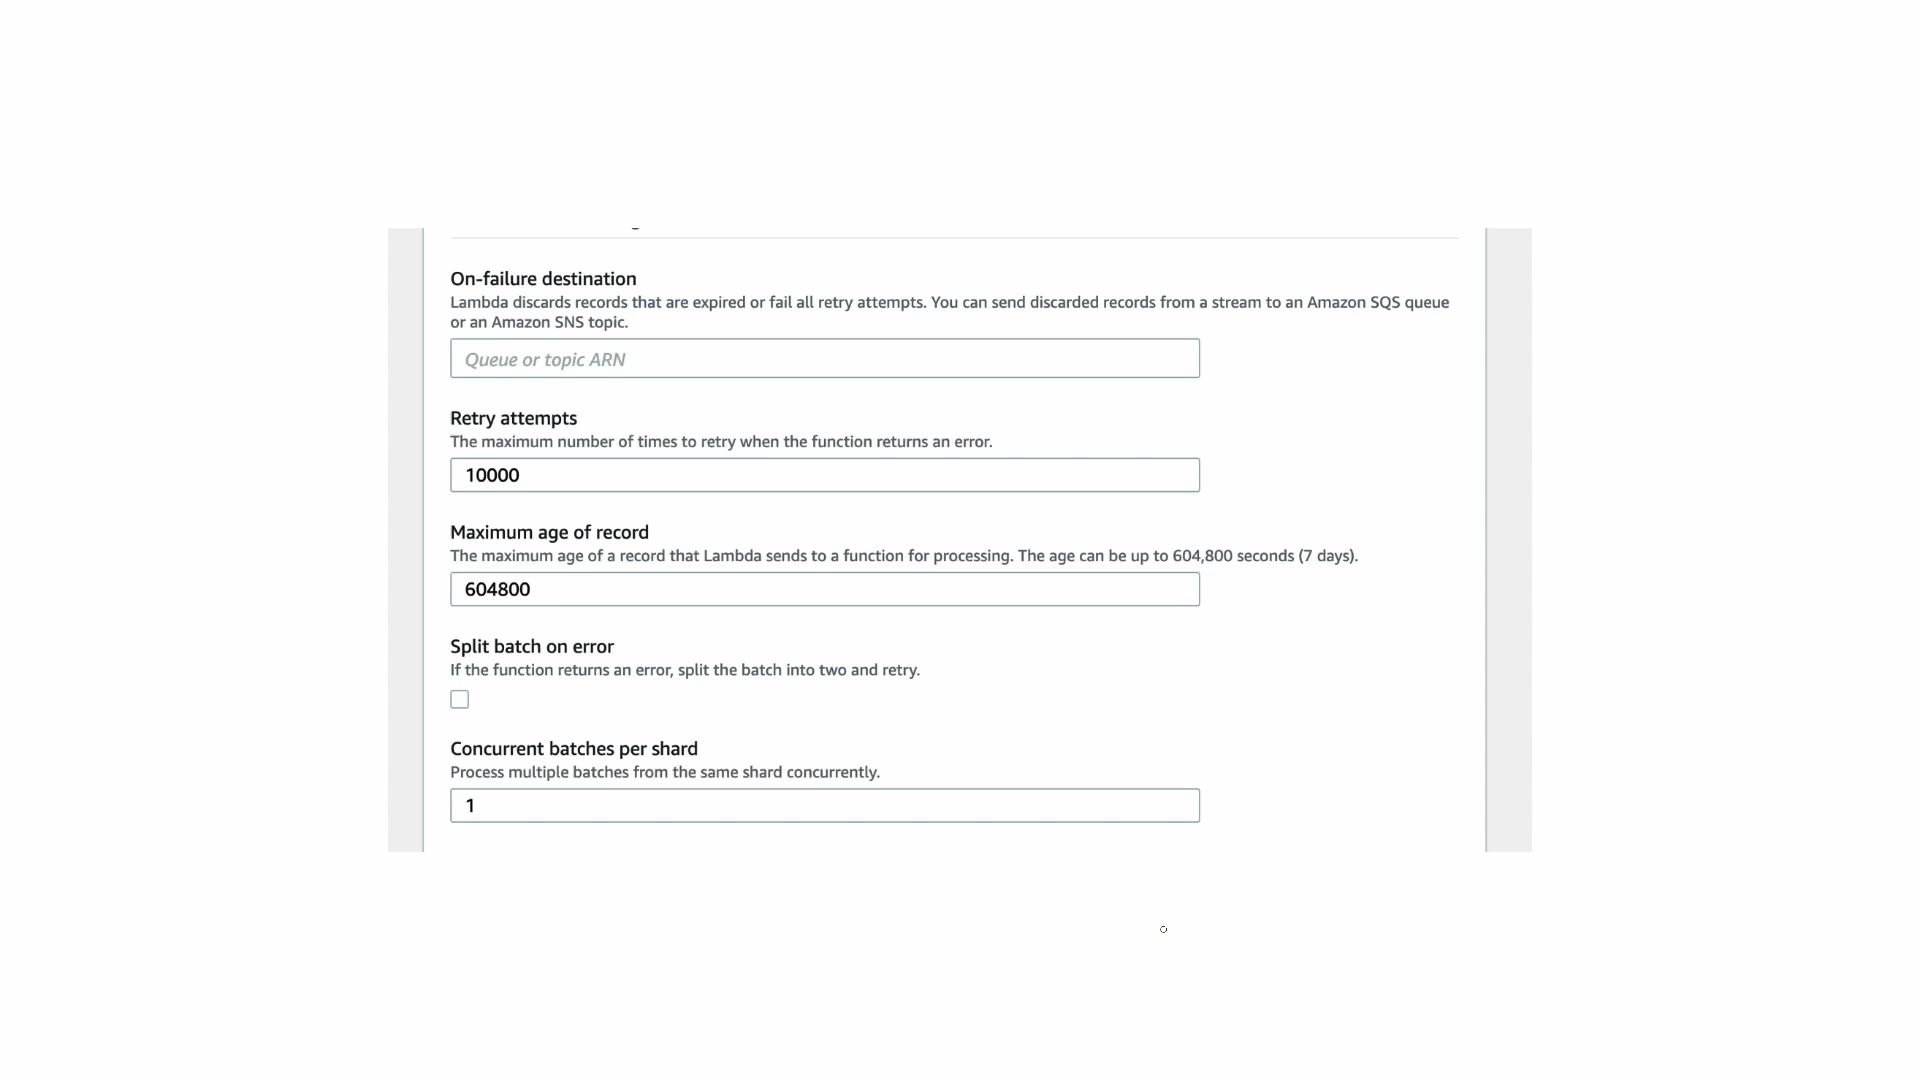 On-failure destination
Lambda discards records that are expired or fail all retry attempts. You can send discarded records from a stream to an Amazon SQS queue
or an Amazon SNS topic.
Queue or topic ARN
Retry attempts
The maximum number of times to retry when the function returns an error.
10000
Maximum age of record
The maximum age of a record that Lambda sends to a function for processing. The age can be up to 604,800 seconds (7 days).
604800
Split batch on error
If the function returns an error, split the batch into two and retry.
Concurrent batches per shard
Process multiple batches from the same shard concurrently.
1